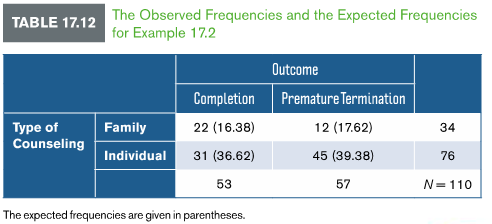 TABLE 17.12
The Observed Frequencies and the Expected Frequencies
for Example 17.2
Outcome
Completion Premature Termination
Type of Counseling Family 22 (16.38) 12 (17.62) 34
Individual 31 (36.62) 45 (39.38) 76
53 57 N = 110
The expected frequencies are given in parentheses.